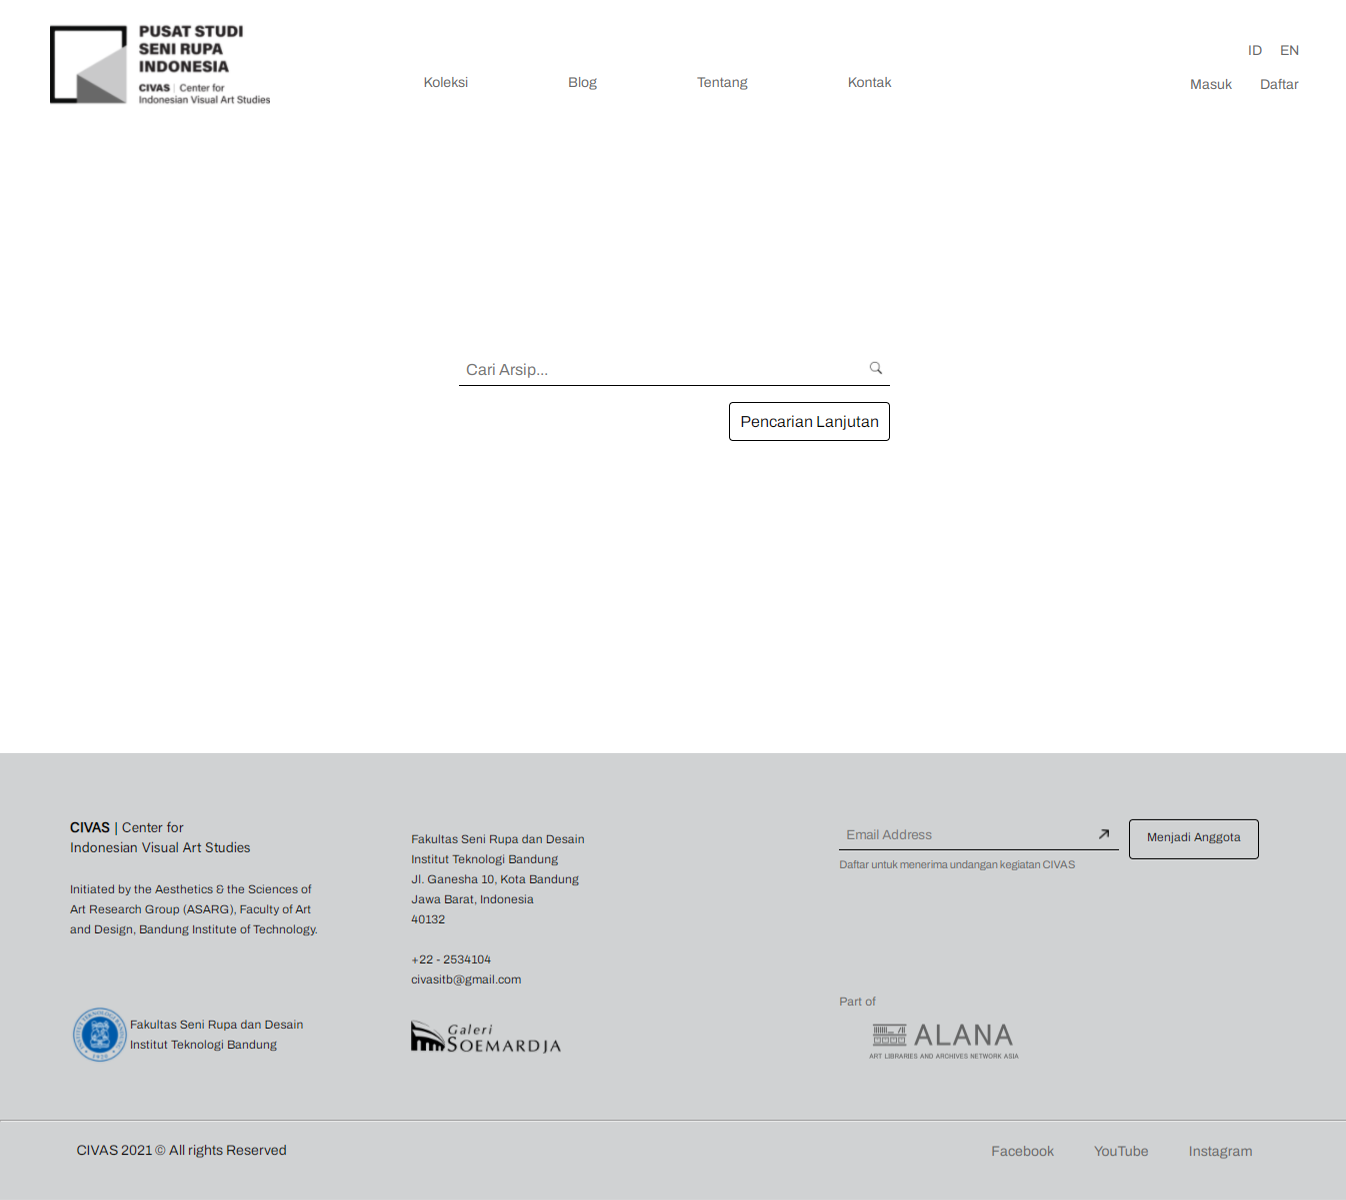 PUSAT STUDI
SENI RUPA
INDONESIA
CIVAS | Center for
Indonesian Visual Art Studies
Koleksi
Blog
Tentang
Kontak
ID EN
Masuk Daftar
Cari Arsip...
Pencarian Lanjutan
CIVAS | Center for
Indonesian Visual Art Studies
Initiated by the Aesthetics & the Sciences of
Art Research Group (ASARG), Faculty of Art
and Design, Bandung Institute of Technology.
Fakultas Seni Rupa dan Desain
Institut Teknologi Bandung
Fakultas Seni Rupa dan Desain
Institut Teknologi Bandung
Jl. Ganesha 10, Kota Bandung
Jawa Barat, Indonesia
40132
+22 - 2534104
civasitb@gmail.com
Galeri
SOEMARDJA
Email Address
Daftar untuk menerima undangan kegiatan CIVAS
Menjadi Anggota
Part of
ALANA
ART LIBRARIES AND ARCHIVES NETWORK ASIA
CIVAS 2021 © All rights Reserved
Facebook
YouTube
Instagram